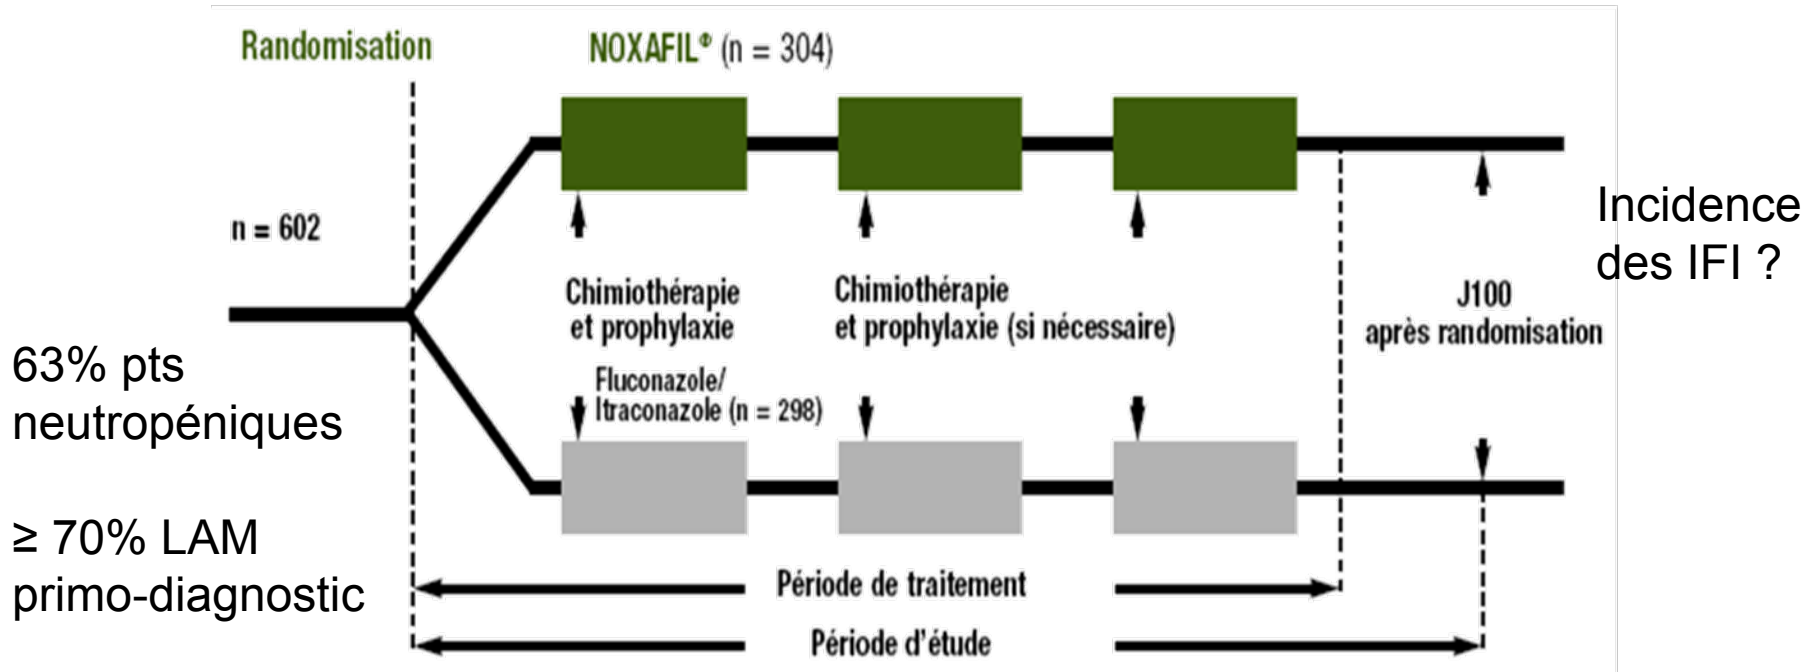 Randomisation
NOXAFIL® (n = 304)
n = 602
Incidence
des IFI ?
Chimiothérapie
et prophylaxie
Chimiothérapie
et prophylaxie (si nécessaire)
J100
après randomisation
63% pts
neutropéniques
Fluconazole/
Itraconazole (n = 298)
≥ 70% LAM
primo-diagnostic
Période de traitement
Période d'étude